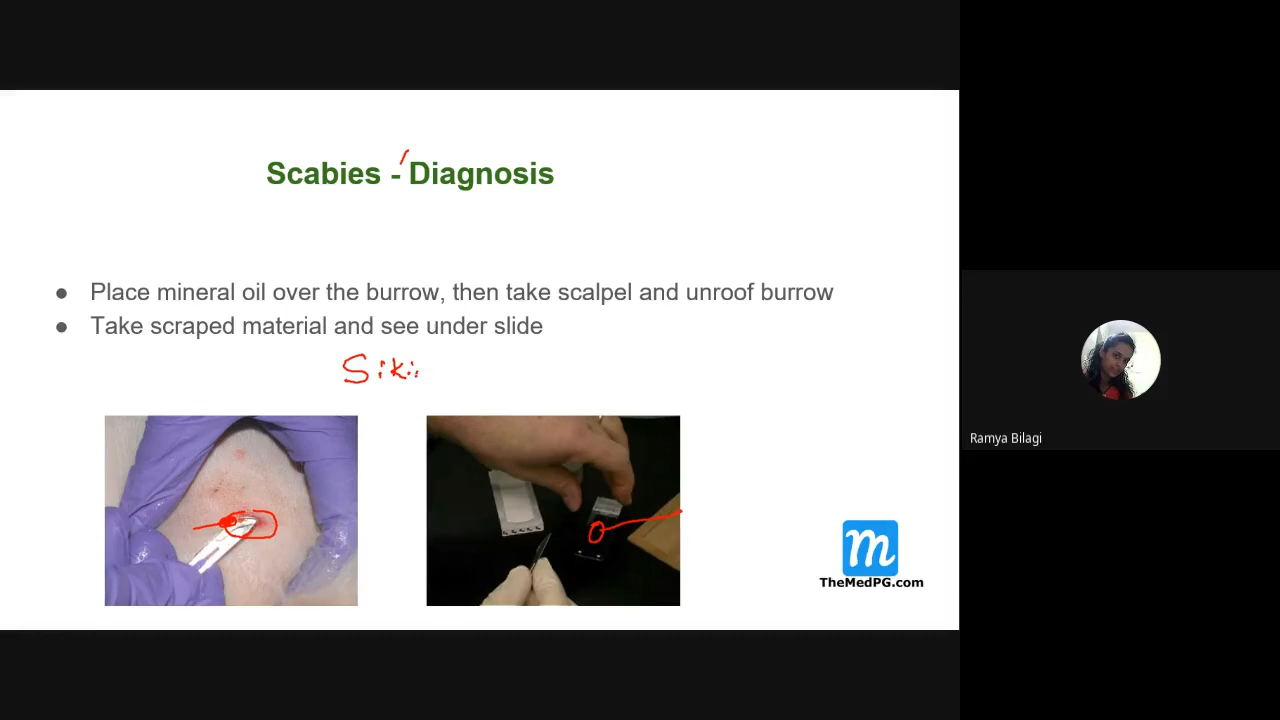 Scabies - Diagnosis
● Place mineral oil over the burrow, then take scalpel and unroof burrow
● Take scraped material and see under slide
m
TheMedPG.com
Ramya Bilagi